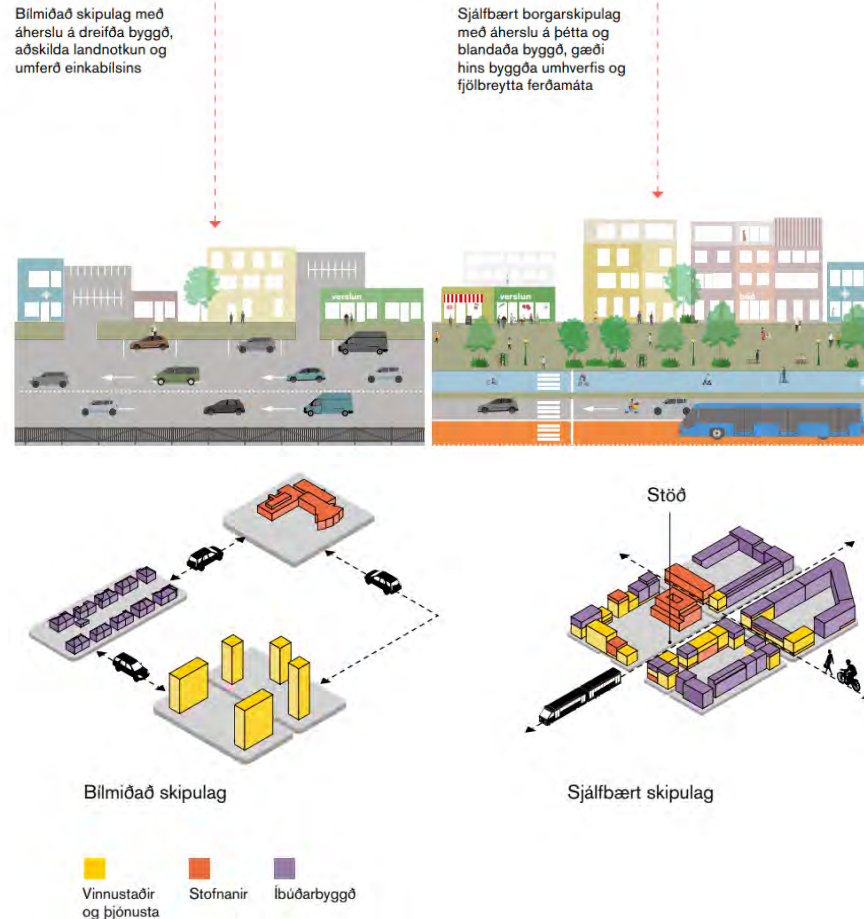 Bílmiðað skipulag með
áherslu á dreifða byggð,
aðskilda landnotkun og
umferð einkabílsins
Sjálfbært borgarskipulag
með áherslu á þétta og
blandaða byggð, gæði
hins byggða umhverfis og
fjölbreytta ferðamáta
verslun
verslun
búð
Stöð
Bílmiðað skipulag
Sjálfbært skipulag
Vinnustaðir
og þjónusta
Stofnanir
Íbúðarbyggð